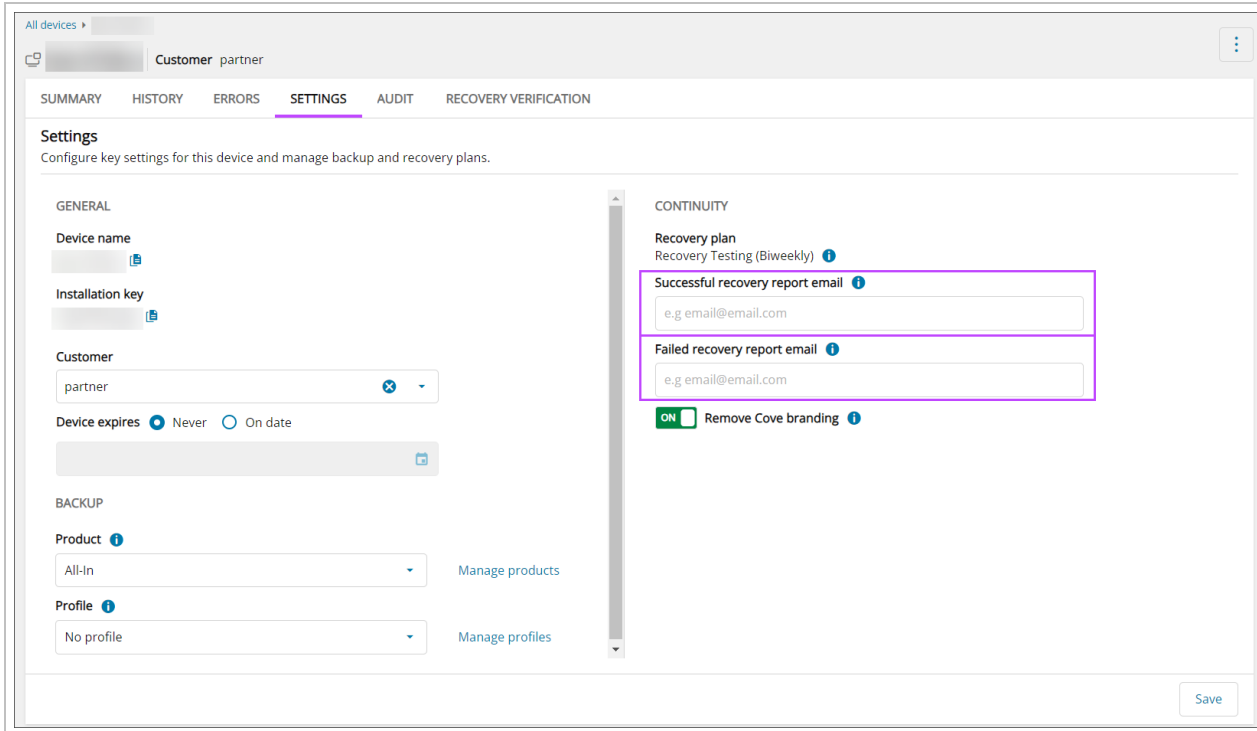 All devices
Customer partner
SUMMARY HISTORY ERRORS SETTINGS AUDIT RECOVERY VERIFICATION
Settings
Configure key settings for this device and manage backup and recovery plans.
GENERAL
Device name
Installation key
Customer
partner
Device expires Never On date
BACKUP
Product
All-In
Manage products
Profile
No profile
Manage profiles
CONTINUITY
Recovery plan
Recovery Testing (Biweekly)
Successful recovery report email
e.g email@email.com
Failed recovery report email
e.g email@email.com
ON Remove Cove branding
Save